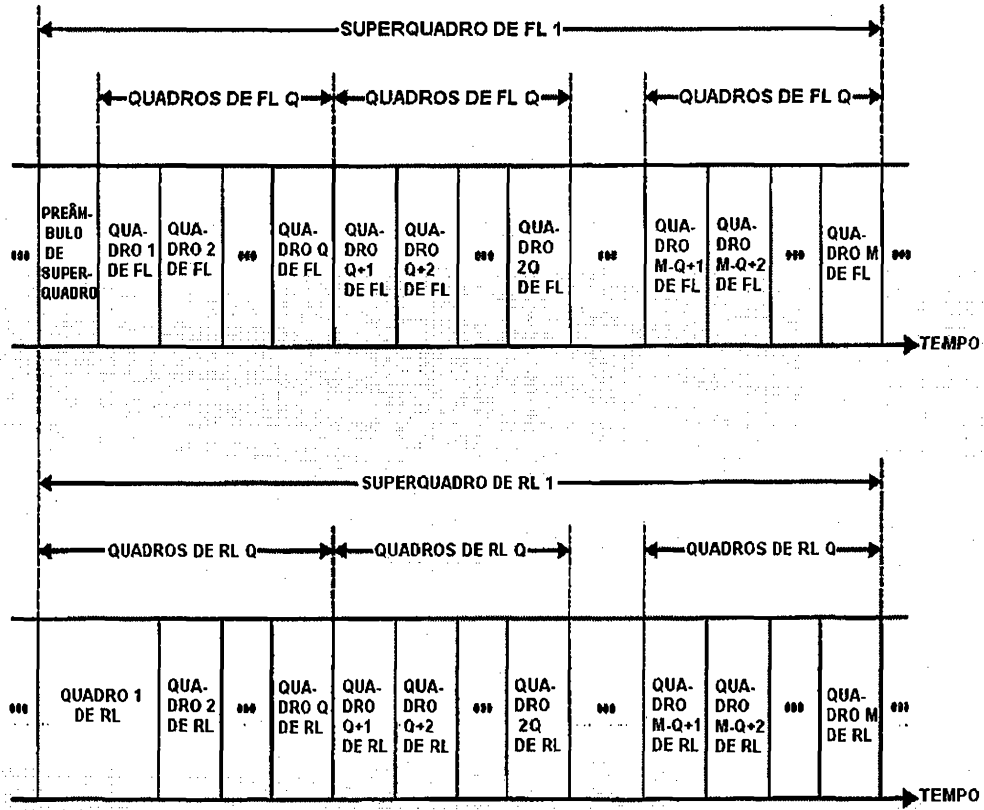 SUPERQUADRO DE FL 1
QUADROS DE FL Q
QUADROS DE FL Q
QUADROS DE FL Q
PREÂM-
BULO
DE
SUPER-
QUADRO
QUA-
DRO 1
DE FL
QUA-
DRO 2
DE FL
QUA-
DRO Q
DE FL
QUA-
DRO
Q+1
DE FL
QUA-
DRO
Q+2
DE FL
QUA-
DRO
2Q
DE FL
QUA-
DRO
M-Q+1
DE FL
QUA-
DRO
M-Q+2
DE FL
QUA-
DRO M
DE FL
TEMPO
SUPERQUADRO DE RL 1
QUADROS DE RL Q
QUADROS DE RL Q
QUADROS DE RL Q
QUADRO 1
DE RL
QUA-
DRO 2
DE RL
QUA-
DRO Q
DE RL
QUA-
DRO
Q+1
DE RL
QUA-
DRO
Q+2
DE RL
QUA-
DRO
2Q
DE RL
QUA-
DRO
M-Q+1
DE RL
QUA-
DRO
M-Q+2
DE RL
QUA-
DRO M
DE RL
TEMPO